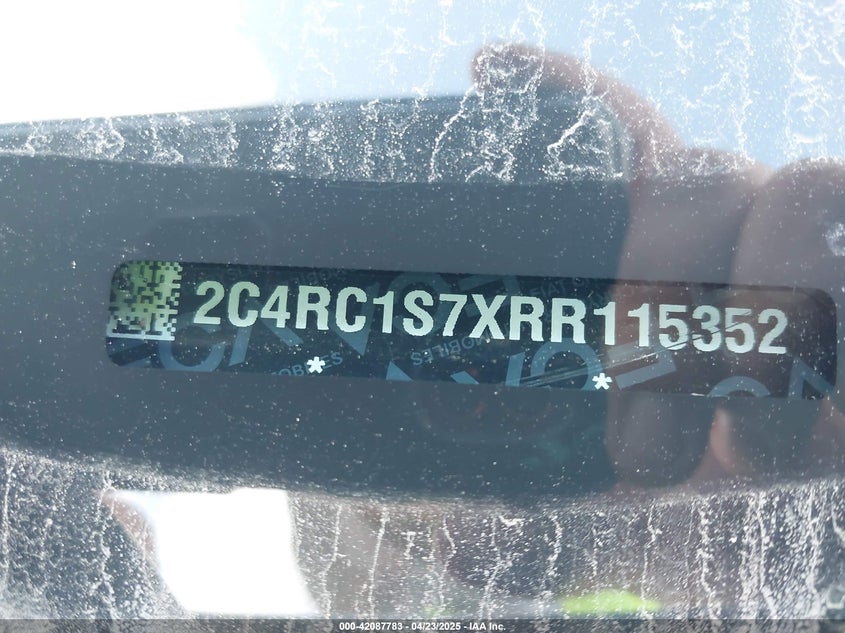 2C4RC1S7XRR115352
* *
000-42087783 - 04/23/2025 - IAA Inc.